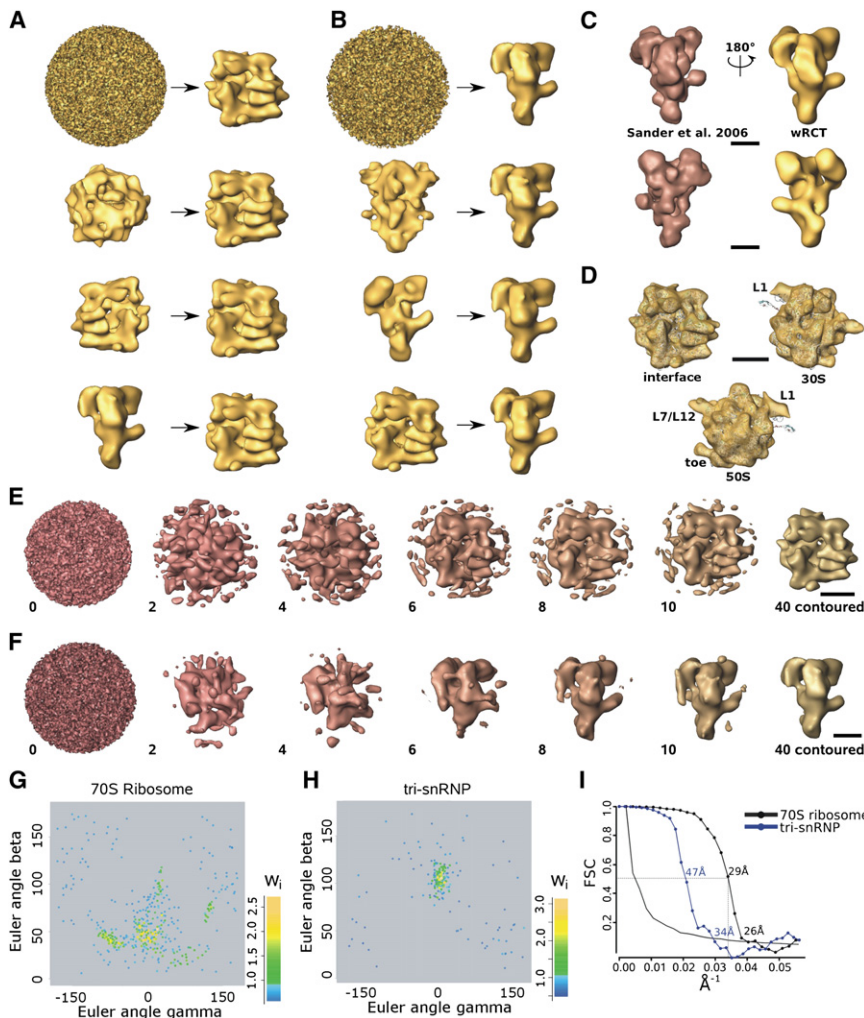 A
B
C
180°
Sander et al. 2006
wRCT
D
L1
interface
30S
L1
L7/L12
toe
50S
E
0
2
4
6
8
10
40 contoured
F
0
2
4
6
8
10
40 contoured
G
70S Ribosome
Euler angle beta
150
100
50
0
-150
0
150
Euler angle gamma
Wi
2.5
2.0
1.5
1.0
H
tri-snRNP
Euler angle beta
150
100
50
0
-150
0
150
Euler angle gamma
Wi
3.0
2.0
1.0
I
70S ribosome
tri-snRNP
FSC
1.0
0.8
0.6
0.4
0.2
47Å
29Å
34Å
26Å
0.00
0.01
0.02
0.03
0.04
0.05
Å-1